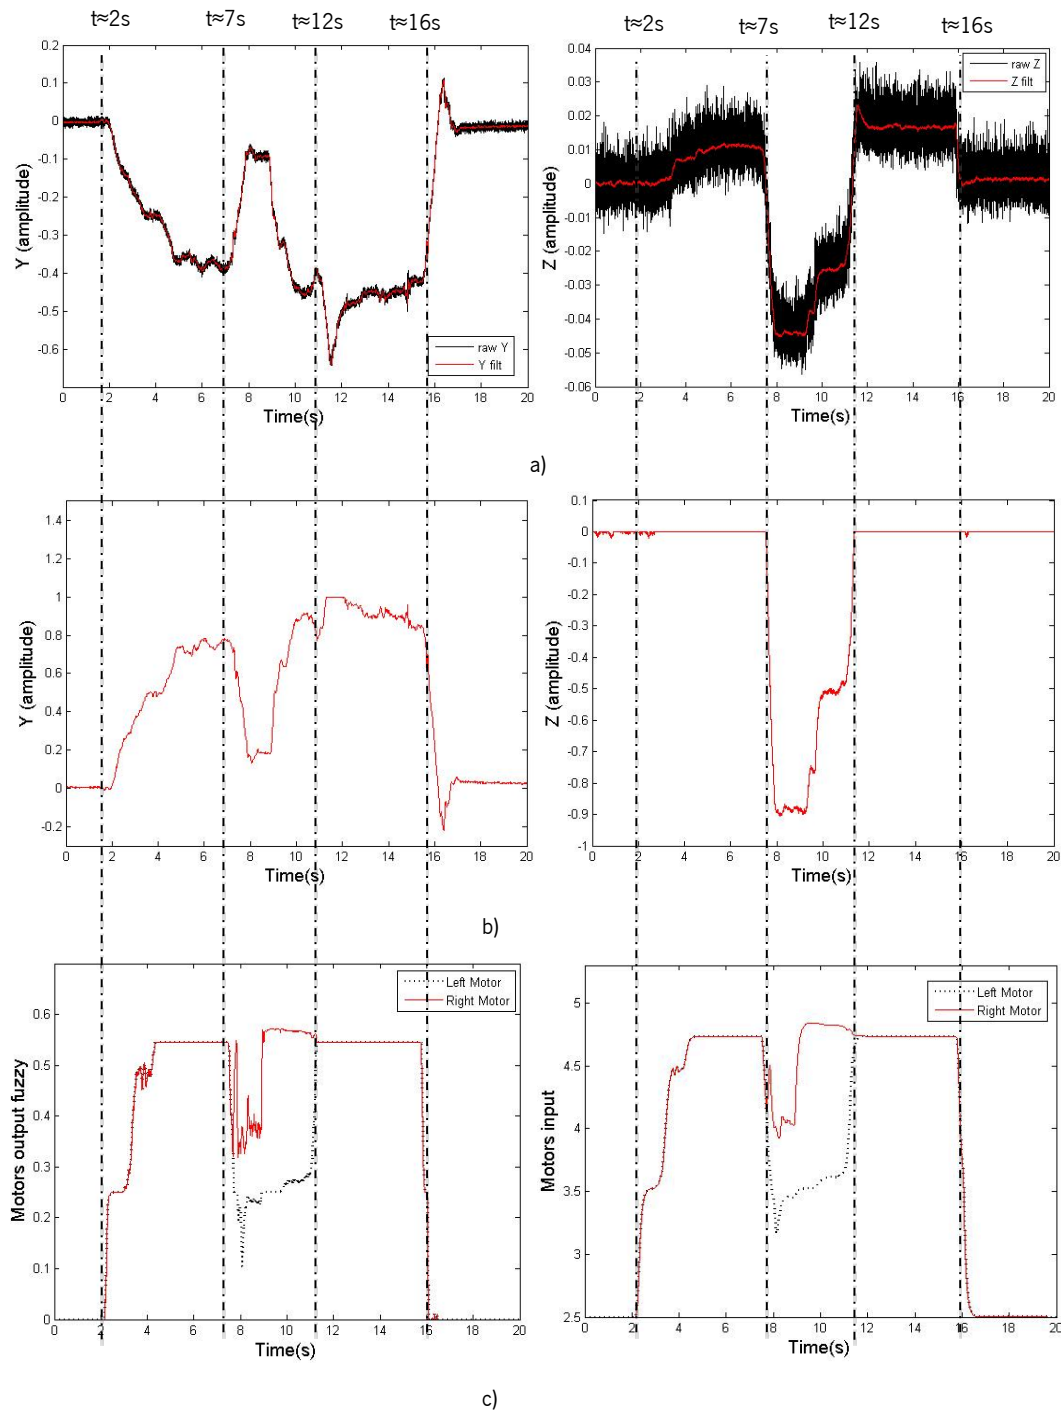 t≈2s t≈7s t≈12s t≈16s
t≈2s t≈7s t≈12s t≈16s
0.2
0.1
0
-0.1
-0.2
-0.3
-0.4
-0.5
-0.6
Y (amplitude)
raw Y
Y filt
0 2 4 6 8 10 12 14 16 18 20
Time(s)
0.04
0.03
0.02
0.01
0
-0.01
-0.02
-0.03
-0.04
-0.05
-0.06
Z (amplitude)
raw Z
Z filt
0 2 4 6 8 10 12 14 16 18 20
Time(s)
a)
1.4
1.2
1
0.8
0.6
0.4
0.2
0
-0.2
Y (amplitude)
0 2 4 6 8 10 12 14 16 18 20
Time(s)
0.1
0
-0.1
-0.2
-0.3
-0.4
-0.5
-0.6
-0.7
-0.8
-0.9
-1
Z (amplitude)
0 2 4 6 8 10 12 14 16 18 20
Time(s)
b)
0.6
0.5
0.4
0.3
0.2
0.1
0
Motors output fuzzy
Left Motor
Right Motor
0 2 4 6 8 10 12 14 16 18 20
Time(s)
5
4.5
4
3.5
3
2.5
Motors input
Left Motor
Right Motor
0 2 4 6 8 10 12 14 16 18 20
Time(s)
c)